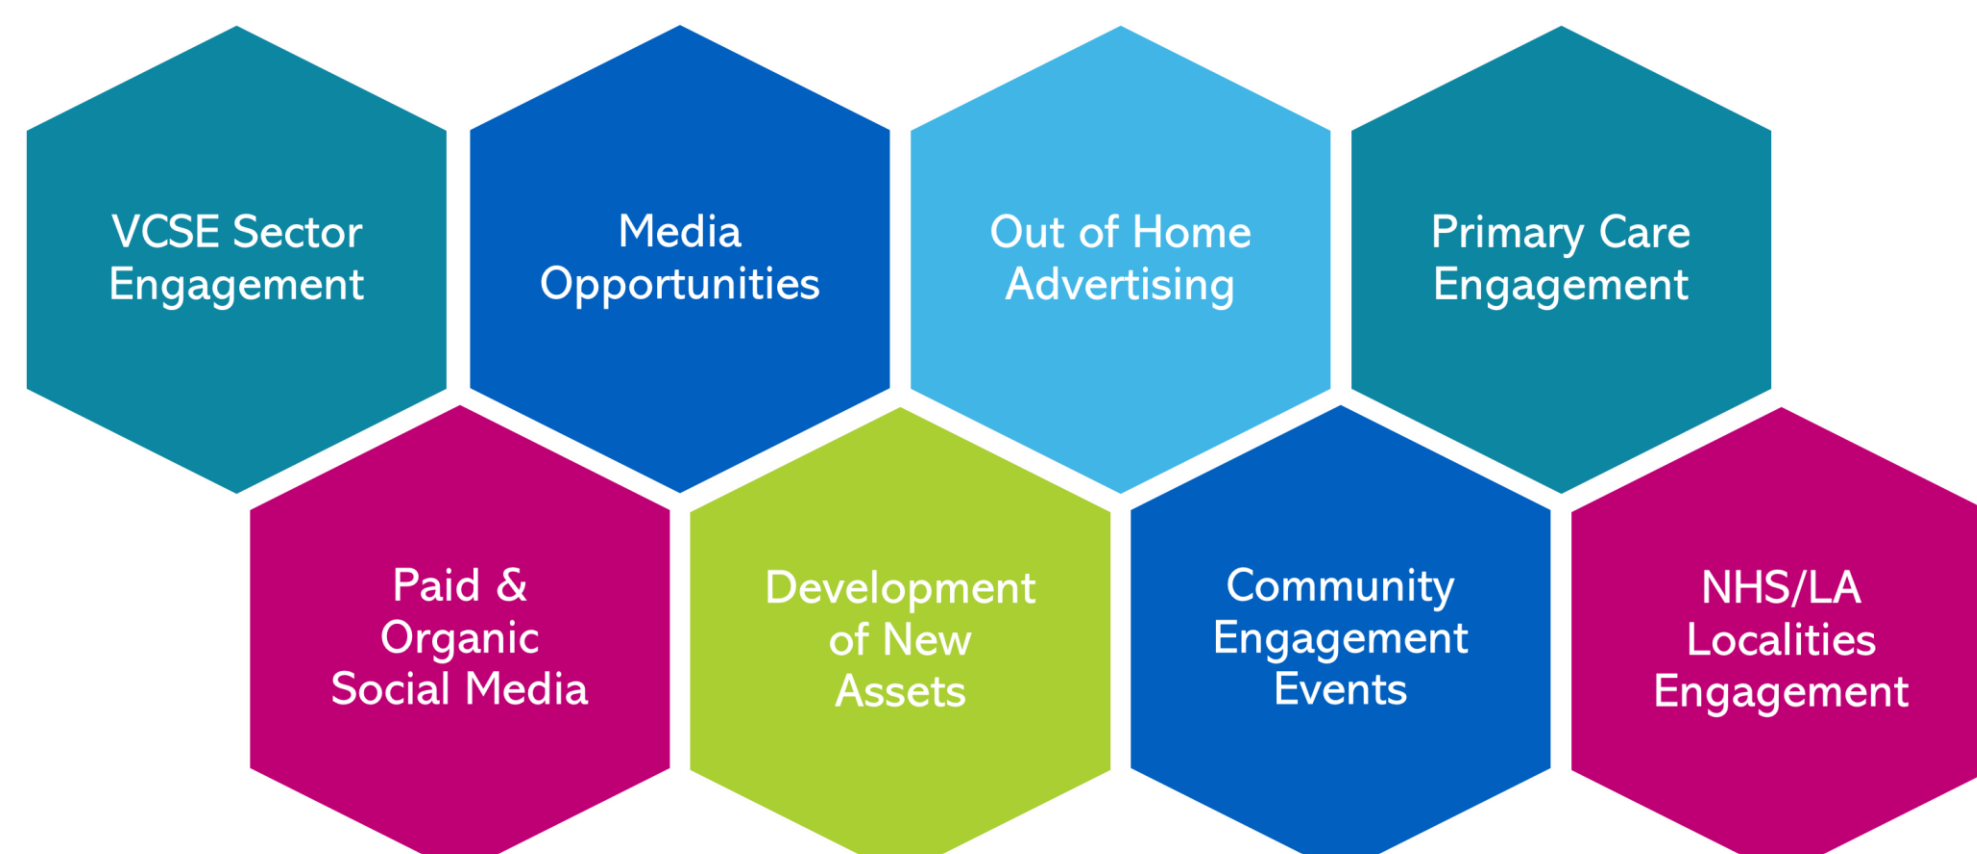 VCSE Sector
Engagement
Media
Opportunities
Out of Home
Advertising
Primary Care
Engagement
Paid &
Organic
Social Media
Development
of New
Assets
Community
Engagement
Events
NHS/LA
Localities
Engagement